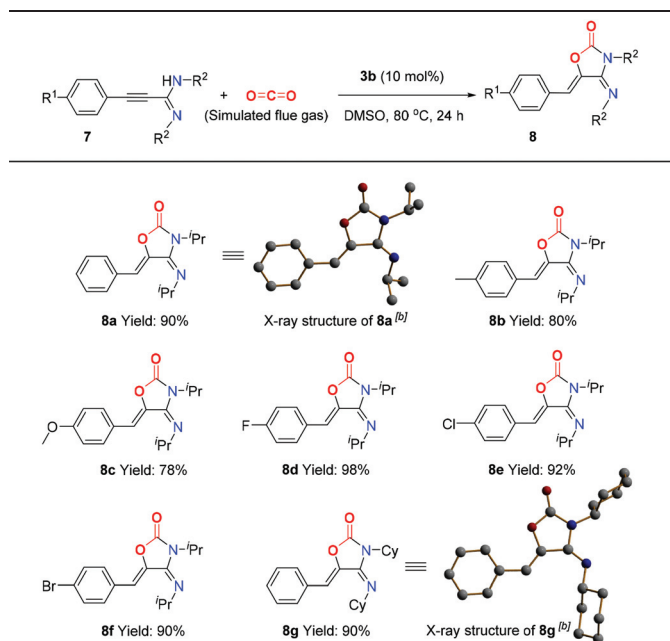 R¹
7
HN R²
N
R²
+
O=C=O
(Simulated flue gas)
3b (10 mol%)
DMSO, 80 °C, 24 h
O
O N-R²
R¹
N
R²
8
O
O N-ⁱPr
N
ⁱPr
8a Yield: 90%
X-ray structure of 8a [b]
O
O N-ⁱPr
N
ⁱPr
8b Yield: 80%
O
O N-ⁱPr
O
N
ⁱPr
8c Yield: 78%
O
O N-ⁱPr
F
N
ⁱPr
8d Yield: 98%
O
O N-ⁱPr
Cl
N
ⁱPr
8e Yield: 92%
O
O N-ⁱPr
Br
N
ⁱPr
8f Yield: 90%
O
O N-Cy
N
Cy
8g Yield: 90%
X-ray structure of 8g [b]